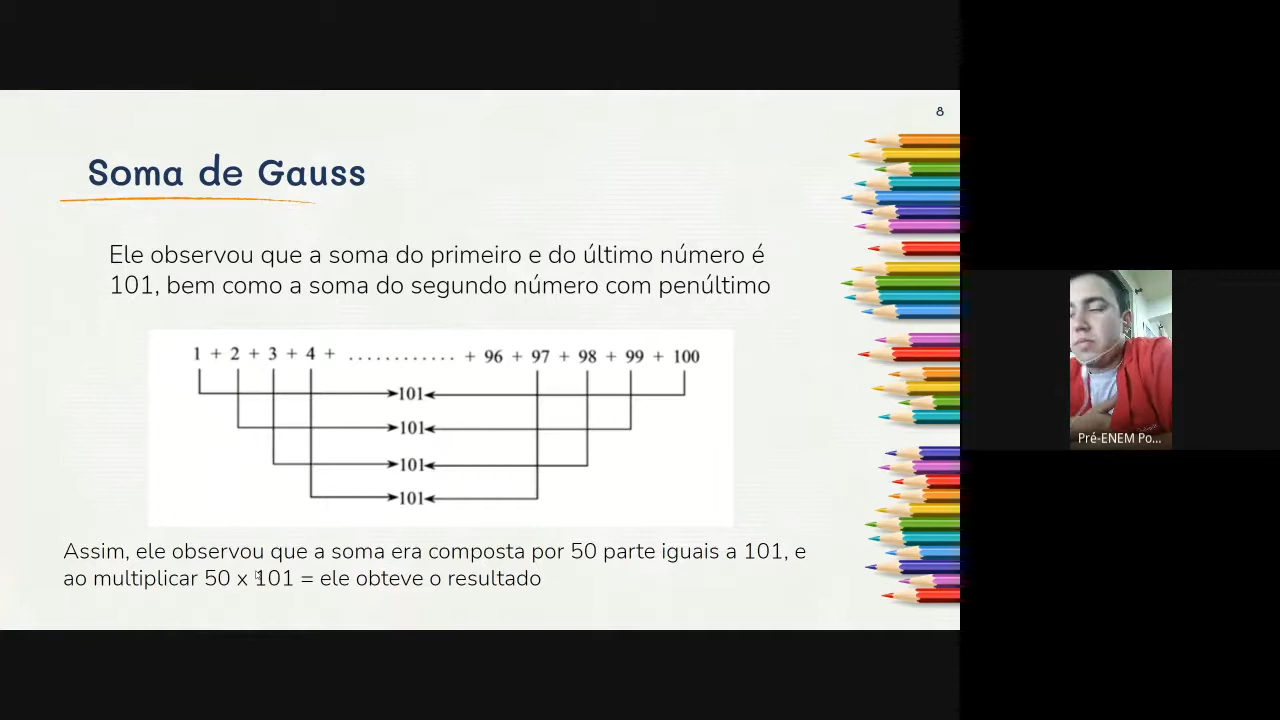 8
Soma de Gauss
Ele observou que a soma do primeiro e do último número é
101, bem como a soma do segundo número com penúltimo
1 + 2 + 3 + 4 + ............ + 96 + 97 + 98 + 99 + 100
101
101
101
101
Assim, ele observou que a soma era composta por 50 parte iguais a 101, e
ao multiplicar 50 x 101 = ele obteve o resultado
Pré-ENEM Po...